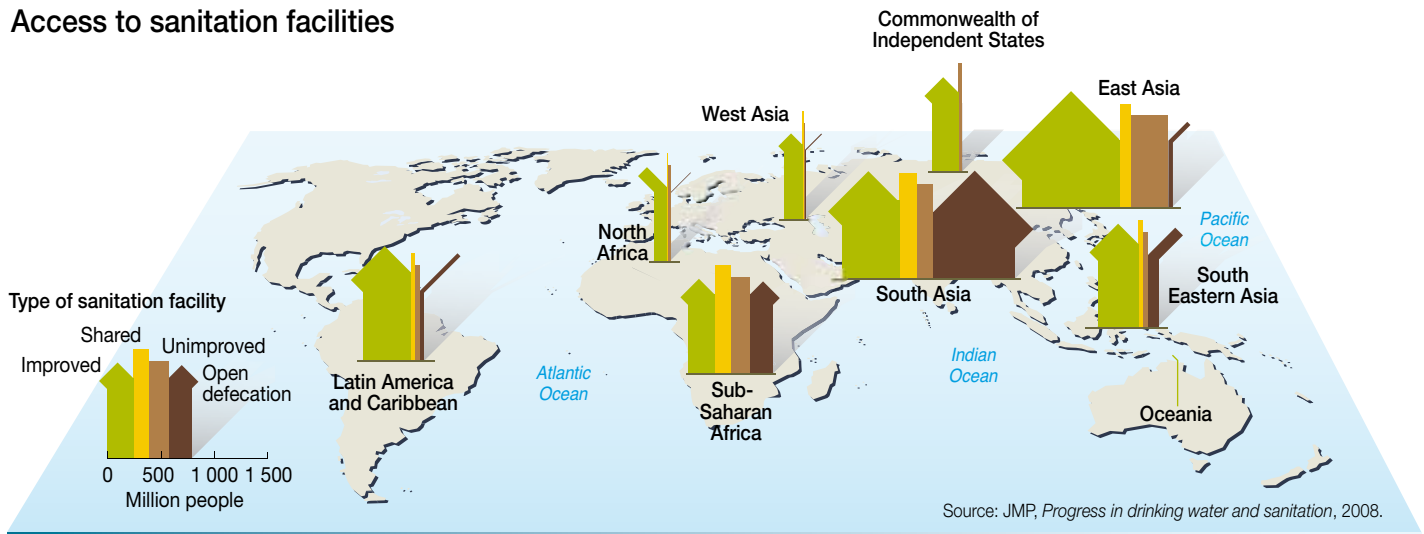 Access to sanitation facilities
Commonwealth of
Independent States
East Asia
West Asia
North
Africa
Pacific
Ocean
South Asia
South
Eastern Asia
Type of sanitation facility
Shared
Unimproved
Improved
Open
defecation
0 500 1 000 1 500
Million people
Latin America
and Caribbean
Atlantic
Ocean
Sub-
Saharan
Africa
Indian
Ocean
Oceania
Source: JMP, Progress in drinking water and sanitation, 2008.